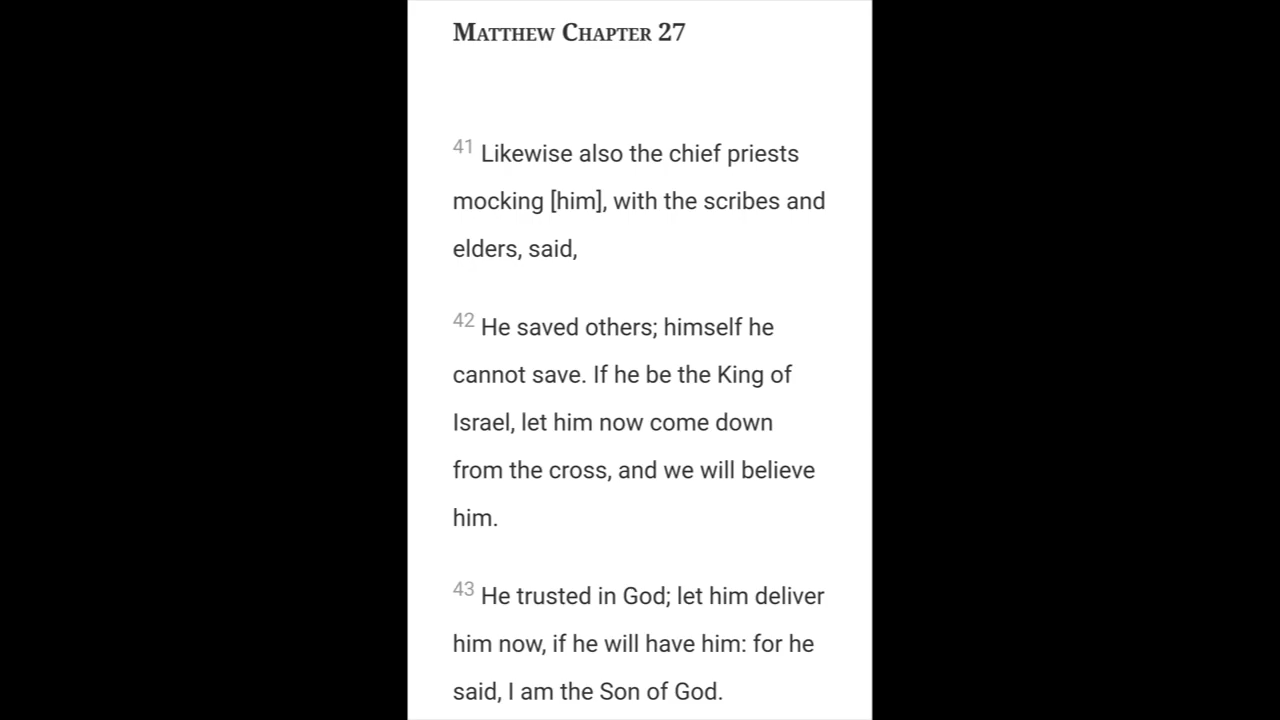 Matthew Chapter 27
41 Likewise also the chief priests
mocking [him], with the scribes and
elders, said,
42 He saved others; himself he
cannot save. If he be the King of
Israel, let him now come down
from the cross, and we will believe
him.
43 He trusted in God; let him deliver
him now, if he will have him: for he
said, I am the Son of God.